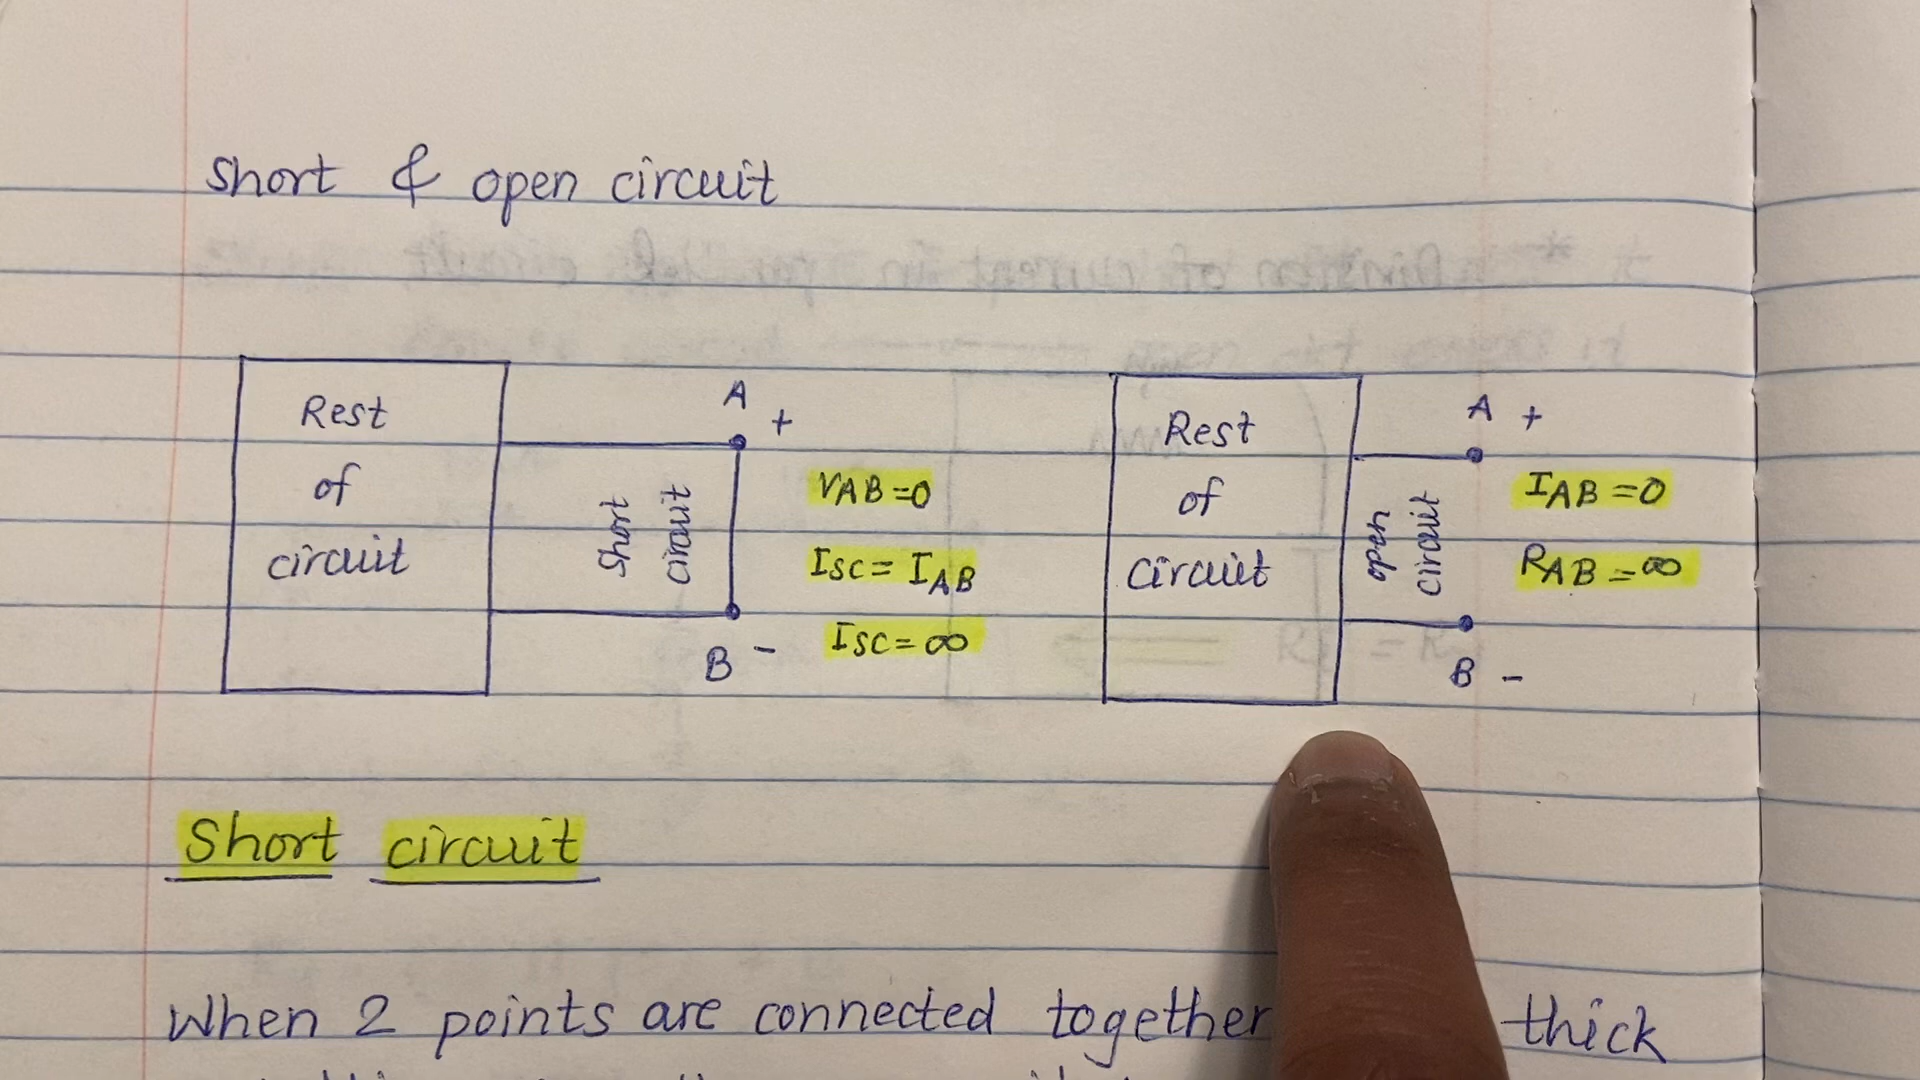 Short & open circuit
Rest
of
circuit
Short
circuit
A +
VAB=0
ISC=IAB
ISC=∞
B -
Rest
of
circuit
open
circuit
A +
IAB=0
RAB=∞
B -
Short circuit
When 2 points are connected together thick